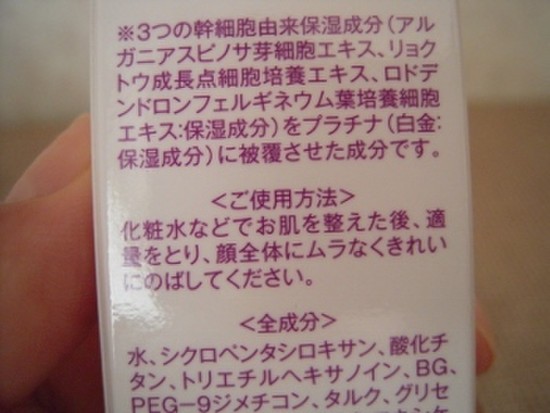 ※3つの幹細胞由来保湿成分(アル
ガニアスピノサ芽細胞エキス、リョク
トウ成長点細胞培養エキス、ロドデ
ンドロンフェルギネウム葉培養細胞
エキス:保湿成分)をプラチナ(白金:
保湿成分)に被覆させた成分です。
<ご使用方法>
化粧水などでお肌を整えた後、適
量をとり、顔全体にムラなくきれい
にのばしてください。
<全成分>
水、シクロペンタシロキサン、酸化チ
タン、トリエチルヘキサノイン、BG、
PEG-9ジメチコン、タルク、グリセ